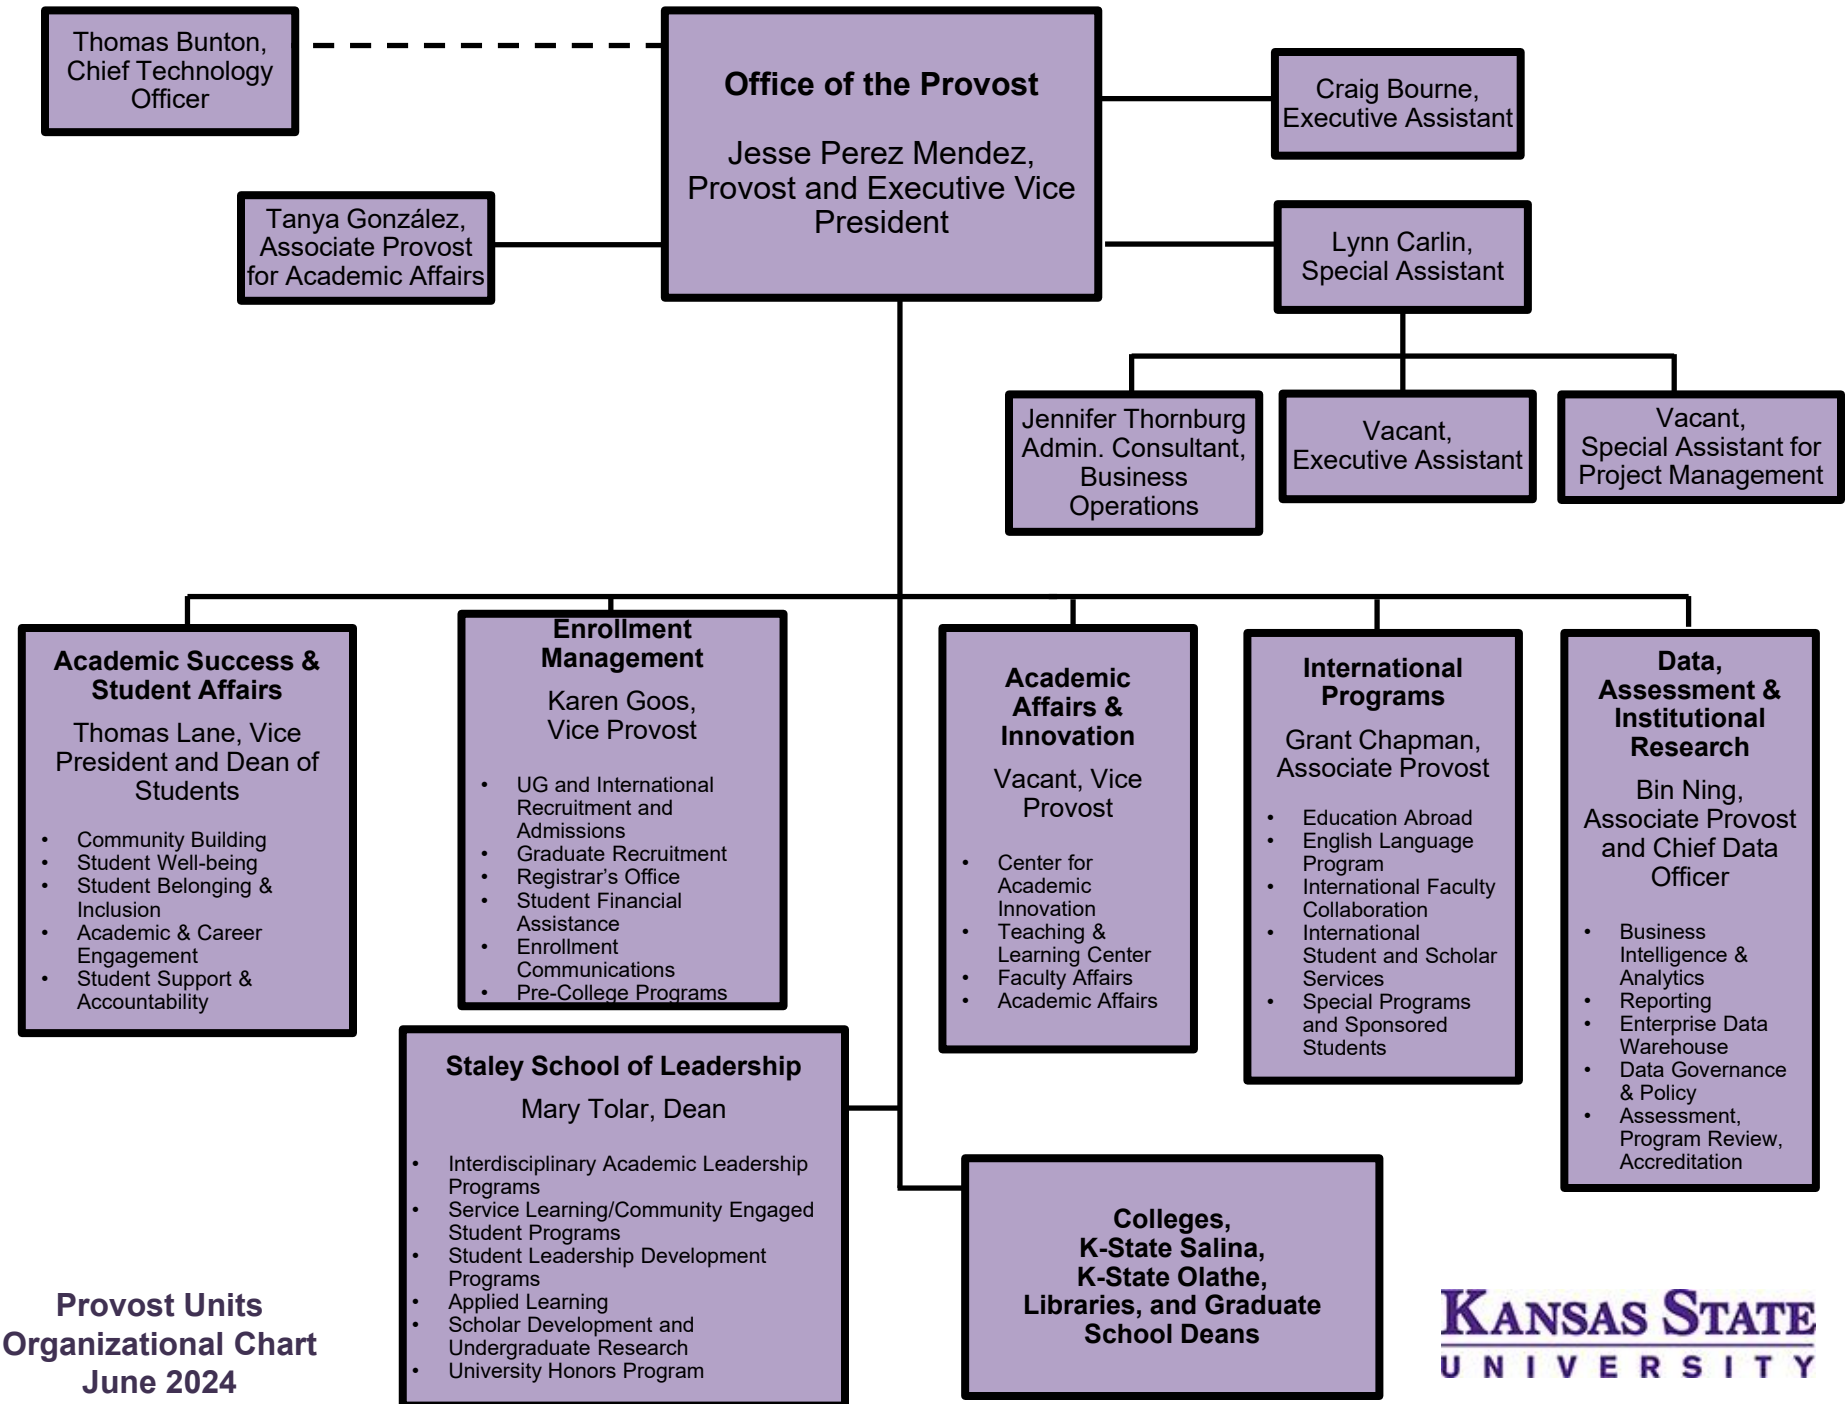 Thomas Bunton,
Chief Technology
Officer
Office of the Provost
Jesse Perez Mendez,
Provost and Executive Vice
President
Craig Bourne,
Executive Assistant
Tanya González,
Associate Provost
for Academic Affairs
Lynn Carlin,
Special Assistant
Jennifer Thornburg
Admin. Consultant,
Business
Operations
Vacant,
Executive Assistant
Vacant,
Special Assistant for
Project Management
Academic Success &
Student Affairs
Thomas Lane, Vice
President and Dean of
Students
• Community Building
• Student Well-being
• Student Belonging &
Inclusion
• Academic & Career
Engagement
• Student Support &
Accountability
Enrollment
Management
Karen Goos,
Vice Provost
• UG and International
Recruitment and
Admissions
• Graduate Recruitment
• Registrar’s Office
• Student Financial
Assistance
• Enrollment
Communications
• Pre-College Programs
Academic
Affairs &
Innovation
Vacant, Vice
Provost
• Center for
Academic
Innovation
• Teaching &
Learning Center
• Faculty Affairs
• Academic Affairs
International
Programs
Grant Chapman,
Associate Provost
• Education Abroad
• English Language
Program
• International Faculty
Collaboration
• International
Student and Scholar
Services
• Special Programs
and Sponsored
Students
Data,
Assessment &
Institutional
Research
Bin Ning,
Associate Provost
and Chief Data
Officer
• Business
Intelligence &
Analytics
• Reporting
• Enterprise Data
Warehouse
• Data Governance
& Policy
• Assessment,
Program Review,
Accreditation
Staley School of Leadership
Mary Tolar, Dean
• Interdisciplinary Academic Leadership
Programs
• Service Learning/Community Engaged
Student Programs
• Student Leadership Development
Programs
• Applied Learning
• Scholar Development and
Undergraduate Research
• University Honors Program
Colleges,
K-State Salina,
K-State Olathe,
Libraries, and Graduate
School Deans
Provost Units
Organizational Chart
June 2024
KANSAS STATE
UNIVERSITY